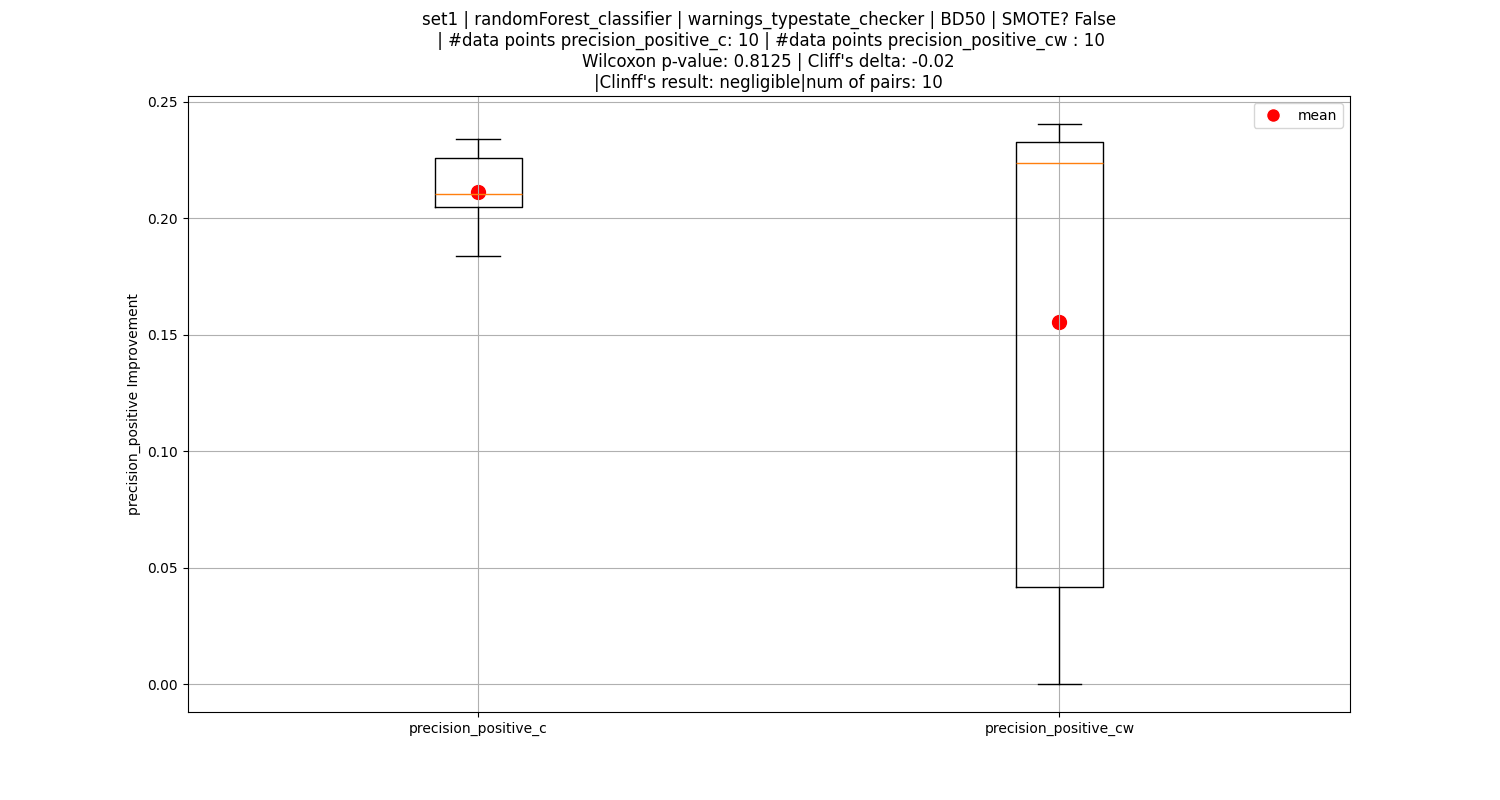 set1 | randomForest_classifier | warnings_typestate_checker | BD50 | SMOTE? False
| #data points precision_positive_c: 10 | #data points precision_positive_cw : 10
Wilcoxon p-value: 0.8125 | Cliff's delta: -0.02
|Clinff's result: negligible|num of pairs: 10
mean
precision_positive Improvement
0.25
0.20
0.15
0.10
0.05
0.00
precision_positive_c
precision_positive_cw